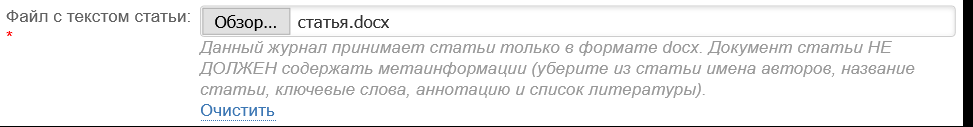 Файл с текстом статьи: Обзор... статья.docx
*
Данный журнал принимает статьи только в формате docx. Документ статьи НЕ
ДОЛЖЕН содержать метаинформации (уберите из статьи имена авторов, название
статьи, ключевые слова, аннотацию и список литературы).
Очистить